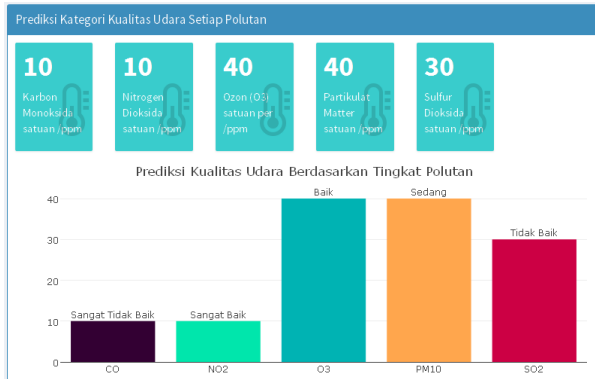 Prediksi Kategori Kualitas Udara Setiap Polutan
10
Karbon
Monoksida
satuan /ppm
10
Nitrogen
Dioksida
satuan /ppm
40
Ozon (O3)
satuan per
/ppm
40
Partikulat
Matter
satuan /ppm
30
Sulfur
Dioksida
satuan /ppm
Prediksi Kualitas Udara Berdasarkan Tingkat Polutan
40
30
20
10
0
Sangat Tidak Baik
Sangat Baik
Baik
Sedang
Tidak Baik
CO
NO2
O3
PM10
SO2